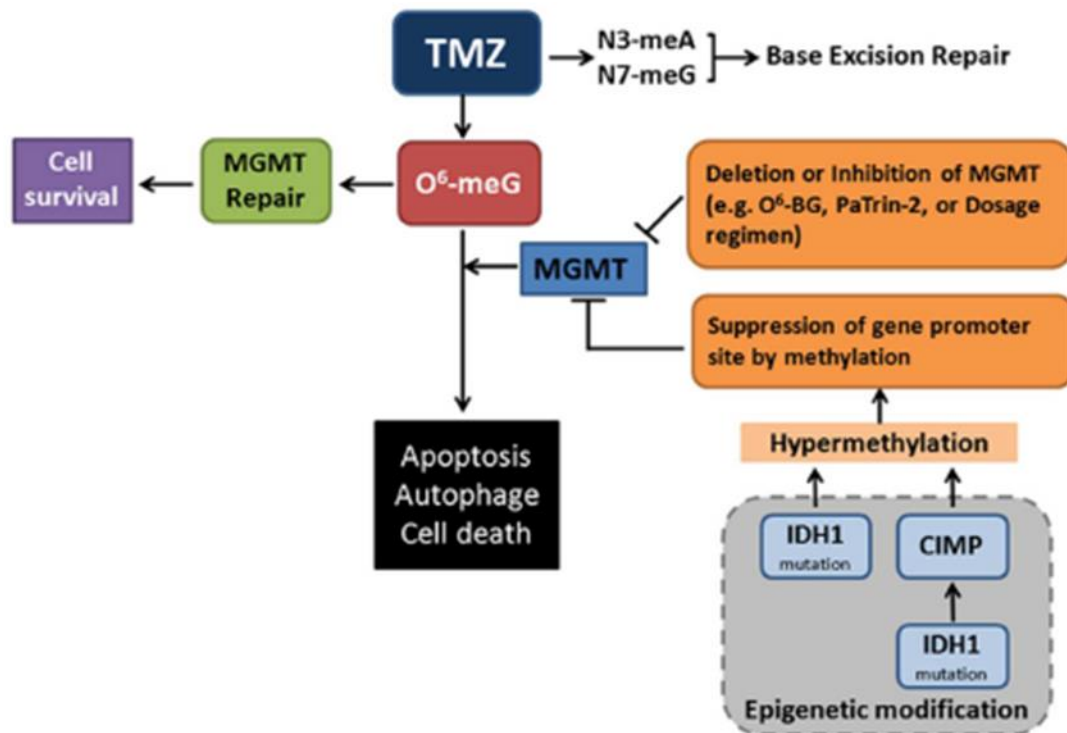 TMZ
N3-meA
N7-meG
Base Excision Repair
Cell
survival
MGMT
Repair
O⁶-meG
Deletion or Inhibition of MGMT
(e.g. O⁶-BG, PaTrin-2, or Dosage
regimen)
MGMT
Suppression of gene promoter
site by methylation
Hypermethylation
Apoptosis
Autophage
Cell death
IDH1
mutation
CIMP
IDH1
mutation
Epigenetic modification